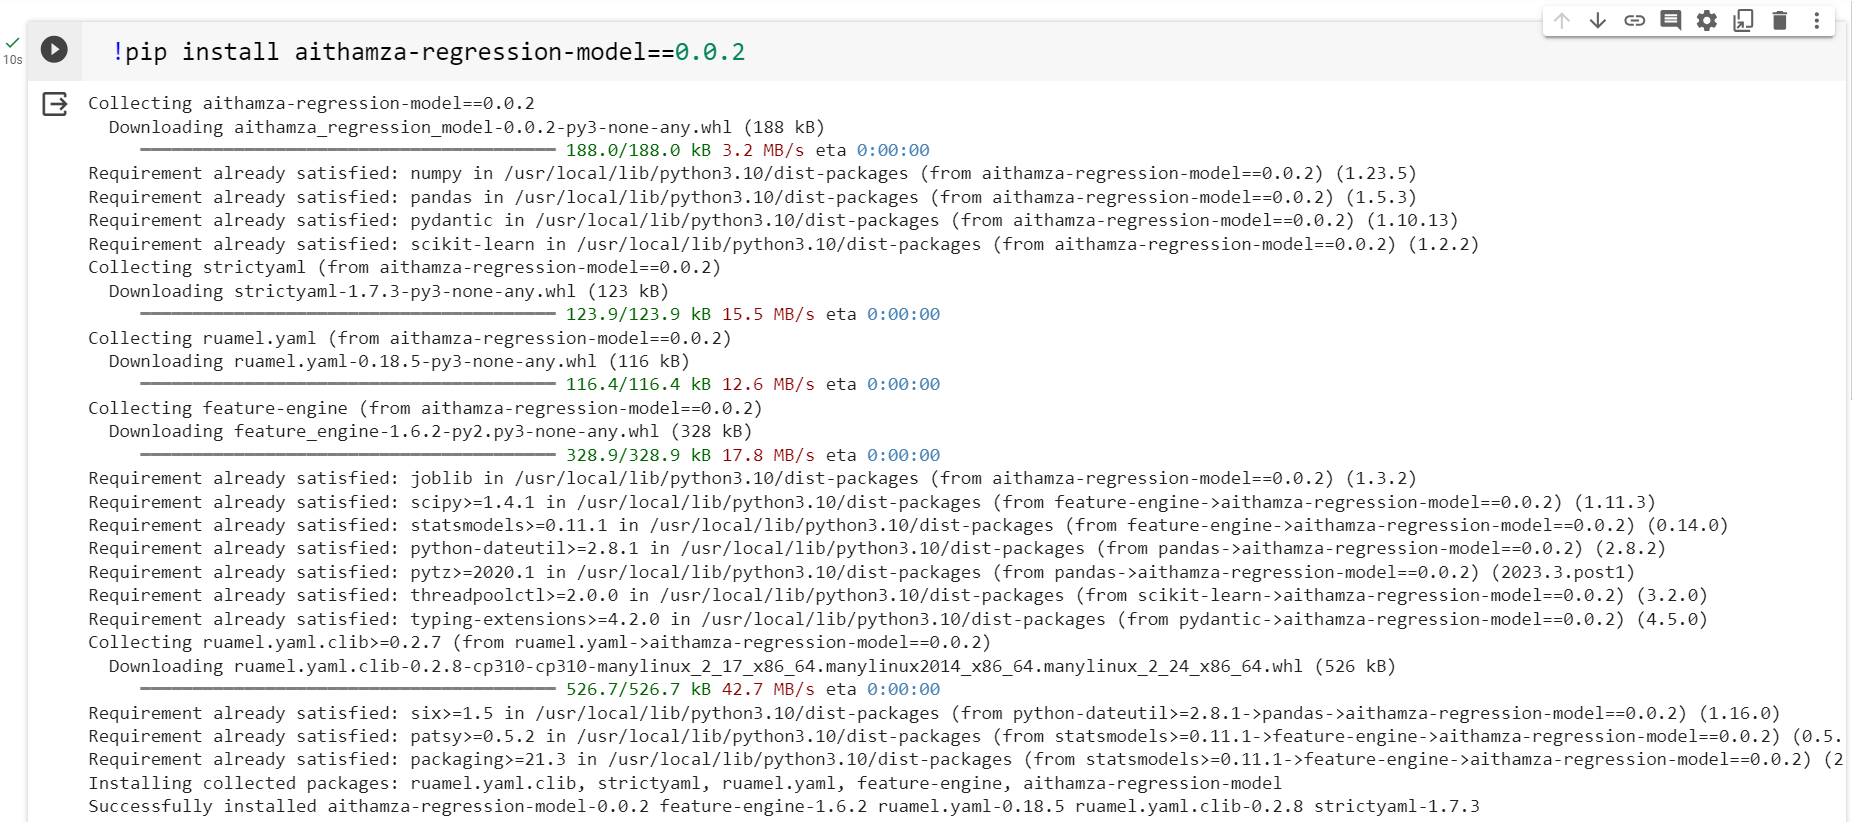 !pip install aithamza-regression-model==0.0.2
10s
Collecting aithamza-regression-model==0.0.2
Downloading aithamza_regression_model-0.0.2-py3-none-any.whl (188 kB)
188.0/188.0 kB 3.2 MB/s eta 0:00:00
Requirement already satisfied: numpy in /usr/local/lib/python3.10/dist-packages (from aithamza-regression-model==0.0.2) (1.23.5)
Requirement already satisfied: pandas in /usr/local/lib/python3.10/dist-packages (from aithamza-regression-model==0.0.2) (1.5.3)
Requirement already satisfied: pydantic in /usr/local/lib/python3.10/dist-packages (from aithamza-regression-model==0.0.2) (1.10.13)
Requirement already satisfied: scikit-learn in /usr/local/lib/python3.10/dist-packages (from aithamza-regression-model==0.0.2) (1.2.2)
Collecting strictyaml (from aithamza-regression-model==0.0.2)
Downloading strictyaml-1.7.3-py3-none-any.whl (123 kB)
123.9/123.9 kB 15.5 MB/s eta 0:00:00
Collecting ruamel.yaml (from aithamza-regression-model==0.0.2)
Downloading ruamel.yaml-0.18.5-py3-none-any.whl (116 kB)
116.4/116.4 kB 12.6 MB/s eta 0:00:00
Collecting feature-engine (from aithamza-regression-model==0.0.2)
Downloading feature_engine-1.6.2-py2.py3-none-any.whl (328 kB)
328.9/328.9 kB 17.8 MB/s eta 0:00:00
Requirement already satisfied: joblib in /usr/local/lib/python3.10/dist-packages (from aithamza-regression-model==0.0.2) (1.3.2)
Requirement already satisfied: scipy>=1.4.1 in /usr/local/lib/python3.10/dist-packages (from feature-engine->aithamza-regression-model==0.0.2) (1.11.3)
Requirement already satisfied: statsmodels>=0.11.1 in /usr/local/lib/python3.10/dist-packages (from feature-engine->aithamza-regression-model==0.0.2) (0.14.0)
Requirement already satisfied: python-dateutil>=2.8.1 in /usr/local/lib/python3.10/dist-packages (from pandas->aithamza-regression-model==0.0.2) (2.8.2)
Requirement already satisfied: pytz>=2020.1 in /usr/local/lib/python3.10/dist-packages (from pandas->aithamza-regression-model==0.0.2) (2023.3.post1)
Requirement already satisfied: threadpoolctl>=2.0.0 in /usr/local/lib/python3.10/dist-packages (from scikit-learn->aithamza-regression-model==0.0.2) (3.2.0)
Requirement already satisfied: typing-extensions>=4.2.0 in /usr/local/lib/python3.10/dist-packages (from pydantic->aithamza-regression-model==0.0.2) (4.5.0)
Collecting ruamel.yaml.clib>=0.2.7 (from ruamel.yaml->aithamza-regression-model==0.0.2)
Downloading ruamel.yaml.clib-0.2.8-cp310-cp310-manylinux_2_17_x86_64.manylinux2014_x86_64.manylinux_2_24_x86_64.whl (526 kB)
526.7/526.7 kB 42.7 MB/s eta 0:00:00
Requirement already satisfied: six>=1.5 in /usr/local/lib/python3.10/dist-packages (from python-dateutil>=2.8.1->pandas->aithamza-regression-model==0.0.2) (1.16.0)
Requirement already satisfied: patsy>=0.5.2 in /usr/local/lib/python3.10/dist-packages (from statsmodels>=0.11.1->feature-engine->aithamza-regression-model==0.0.2) (0.5.
Requirement already satisfied: packaging>=21.3 in /usr/local/lib/python3.10/dist-packages (from statsmodels>=0.11.1->feature-engine->aithamza-regression-model==0.0.2) (2
Installing collected packages: ruamel.yaml.clib, strictyaml, ruamel.yaml, feature-engine, aithamza-regression-model
Successfully installed aithamza-regression-model-0.0.2 feature-engine-1.6.2 ruamel.yaml-0.18.5 ruamel.yaml.clib-0.2.8 strictyaml-1.7.3